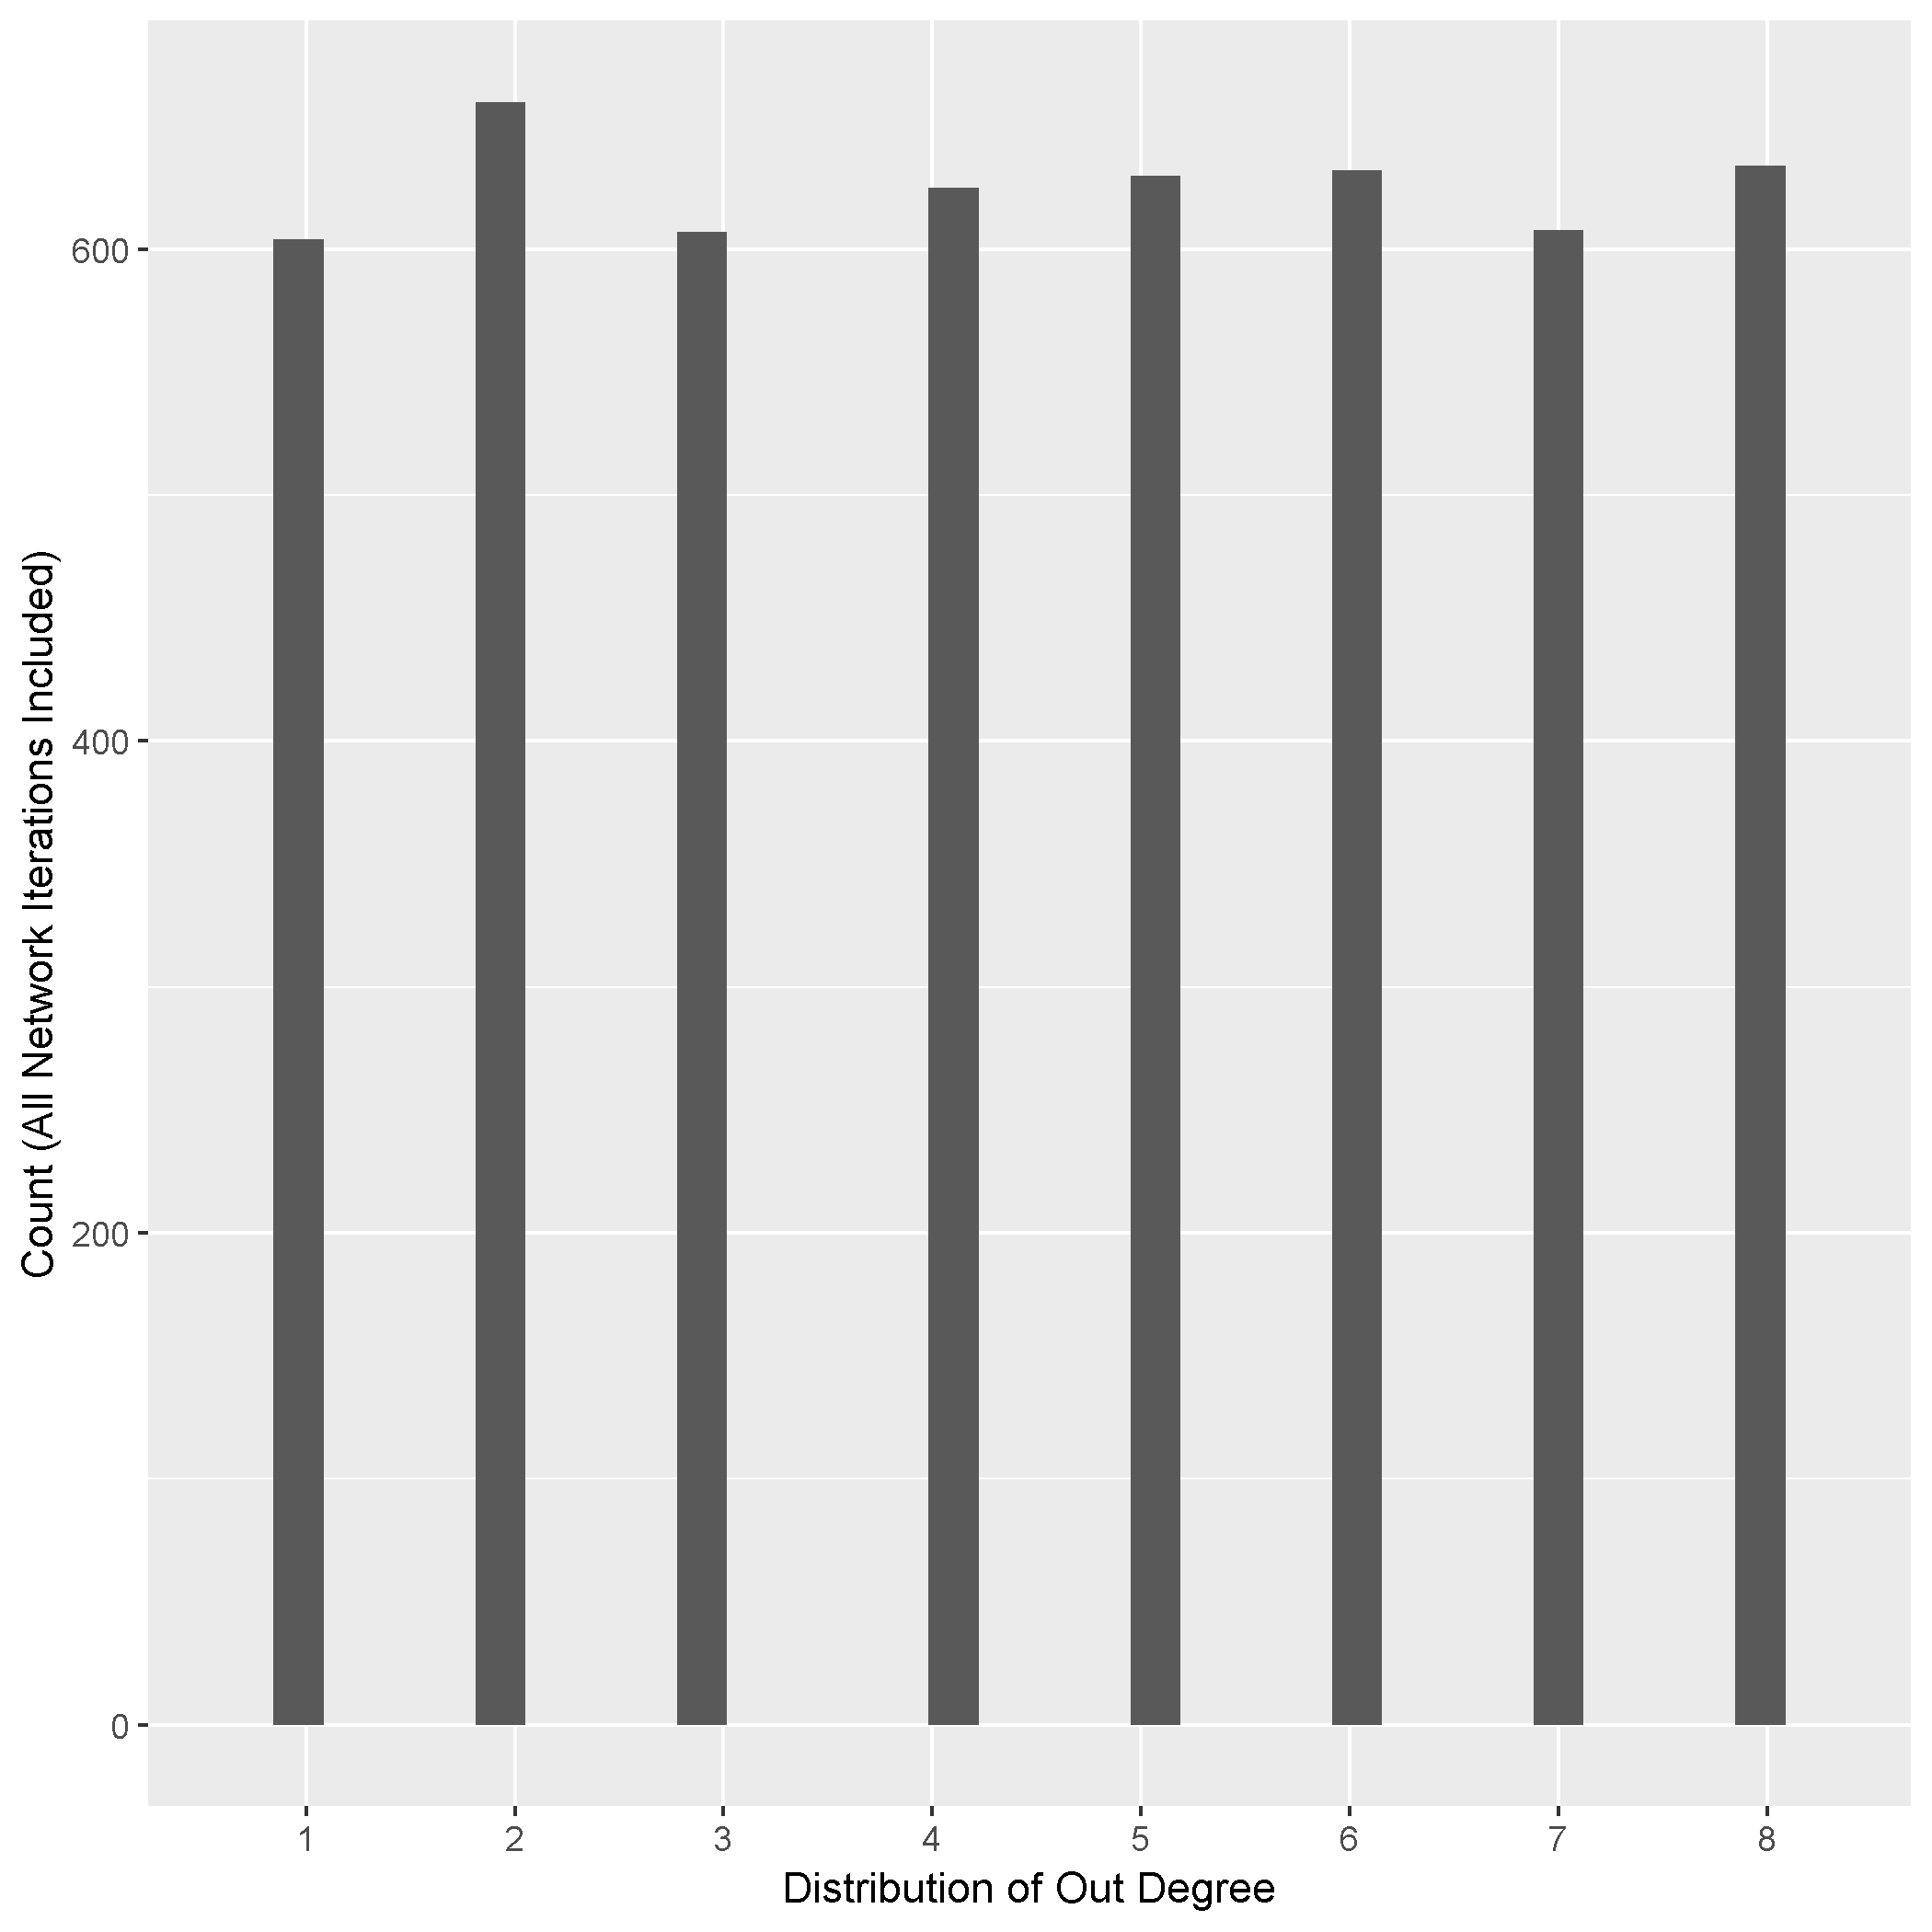 Count (All Network Iterations Included)
600
400
200
0
1 2 3 4 5 6 7 8
Distribution of Out Degree